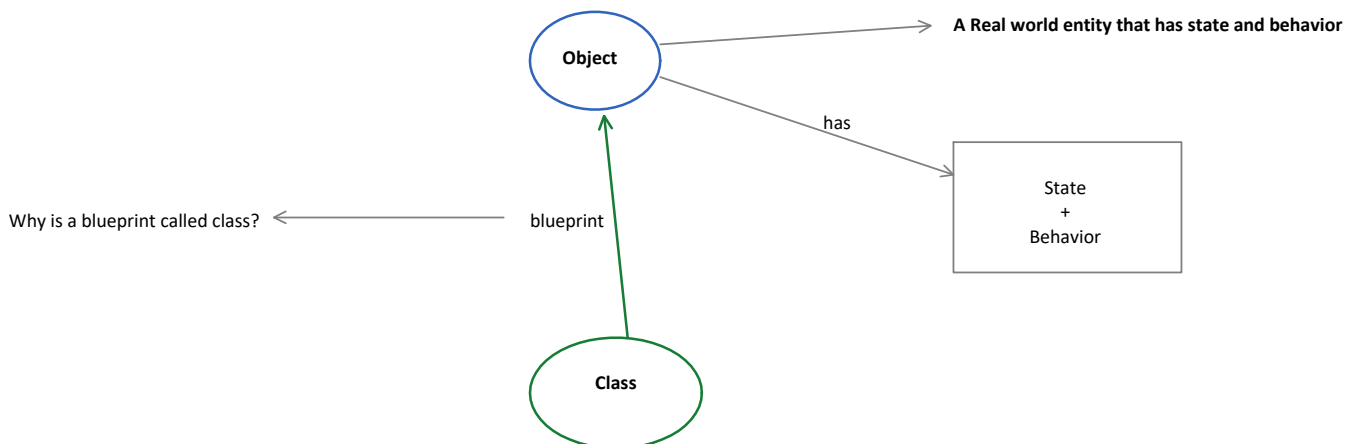 A Real world entity that has state and behavior
Object
has
State
+
Behavior
Why is a blueprint called class?
blueprint
Class